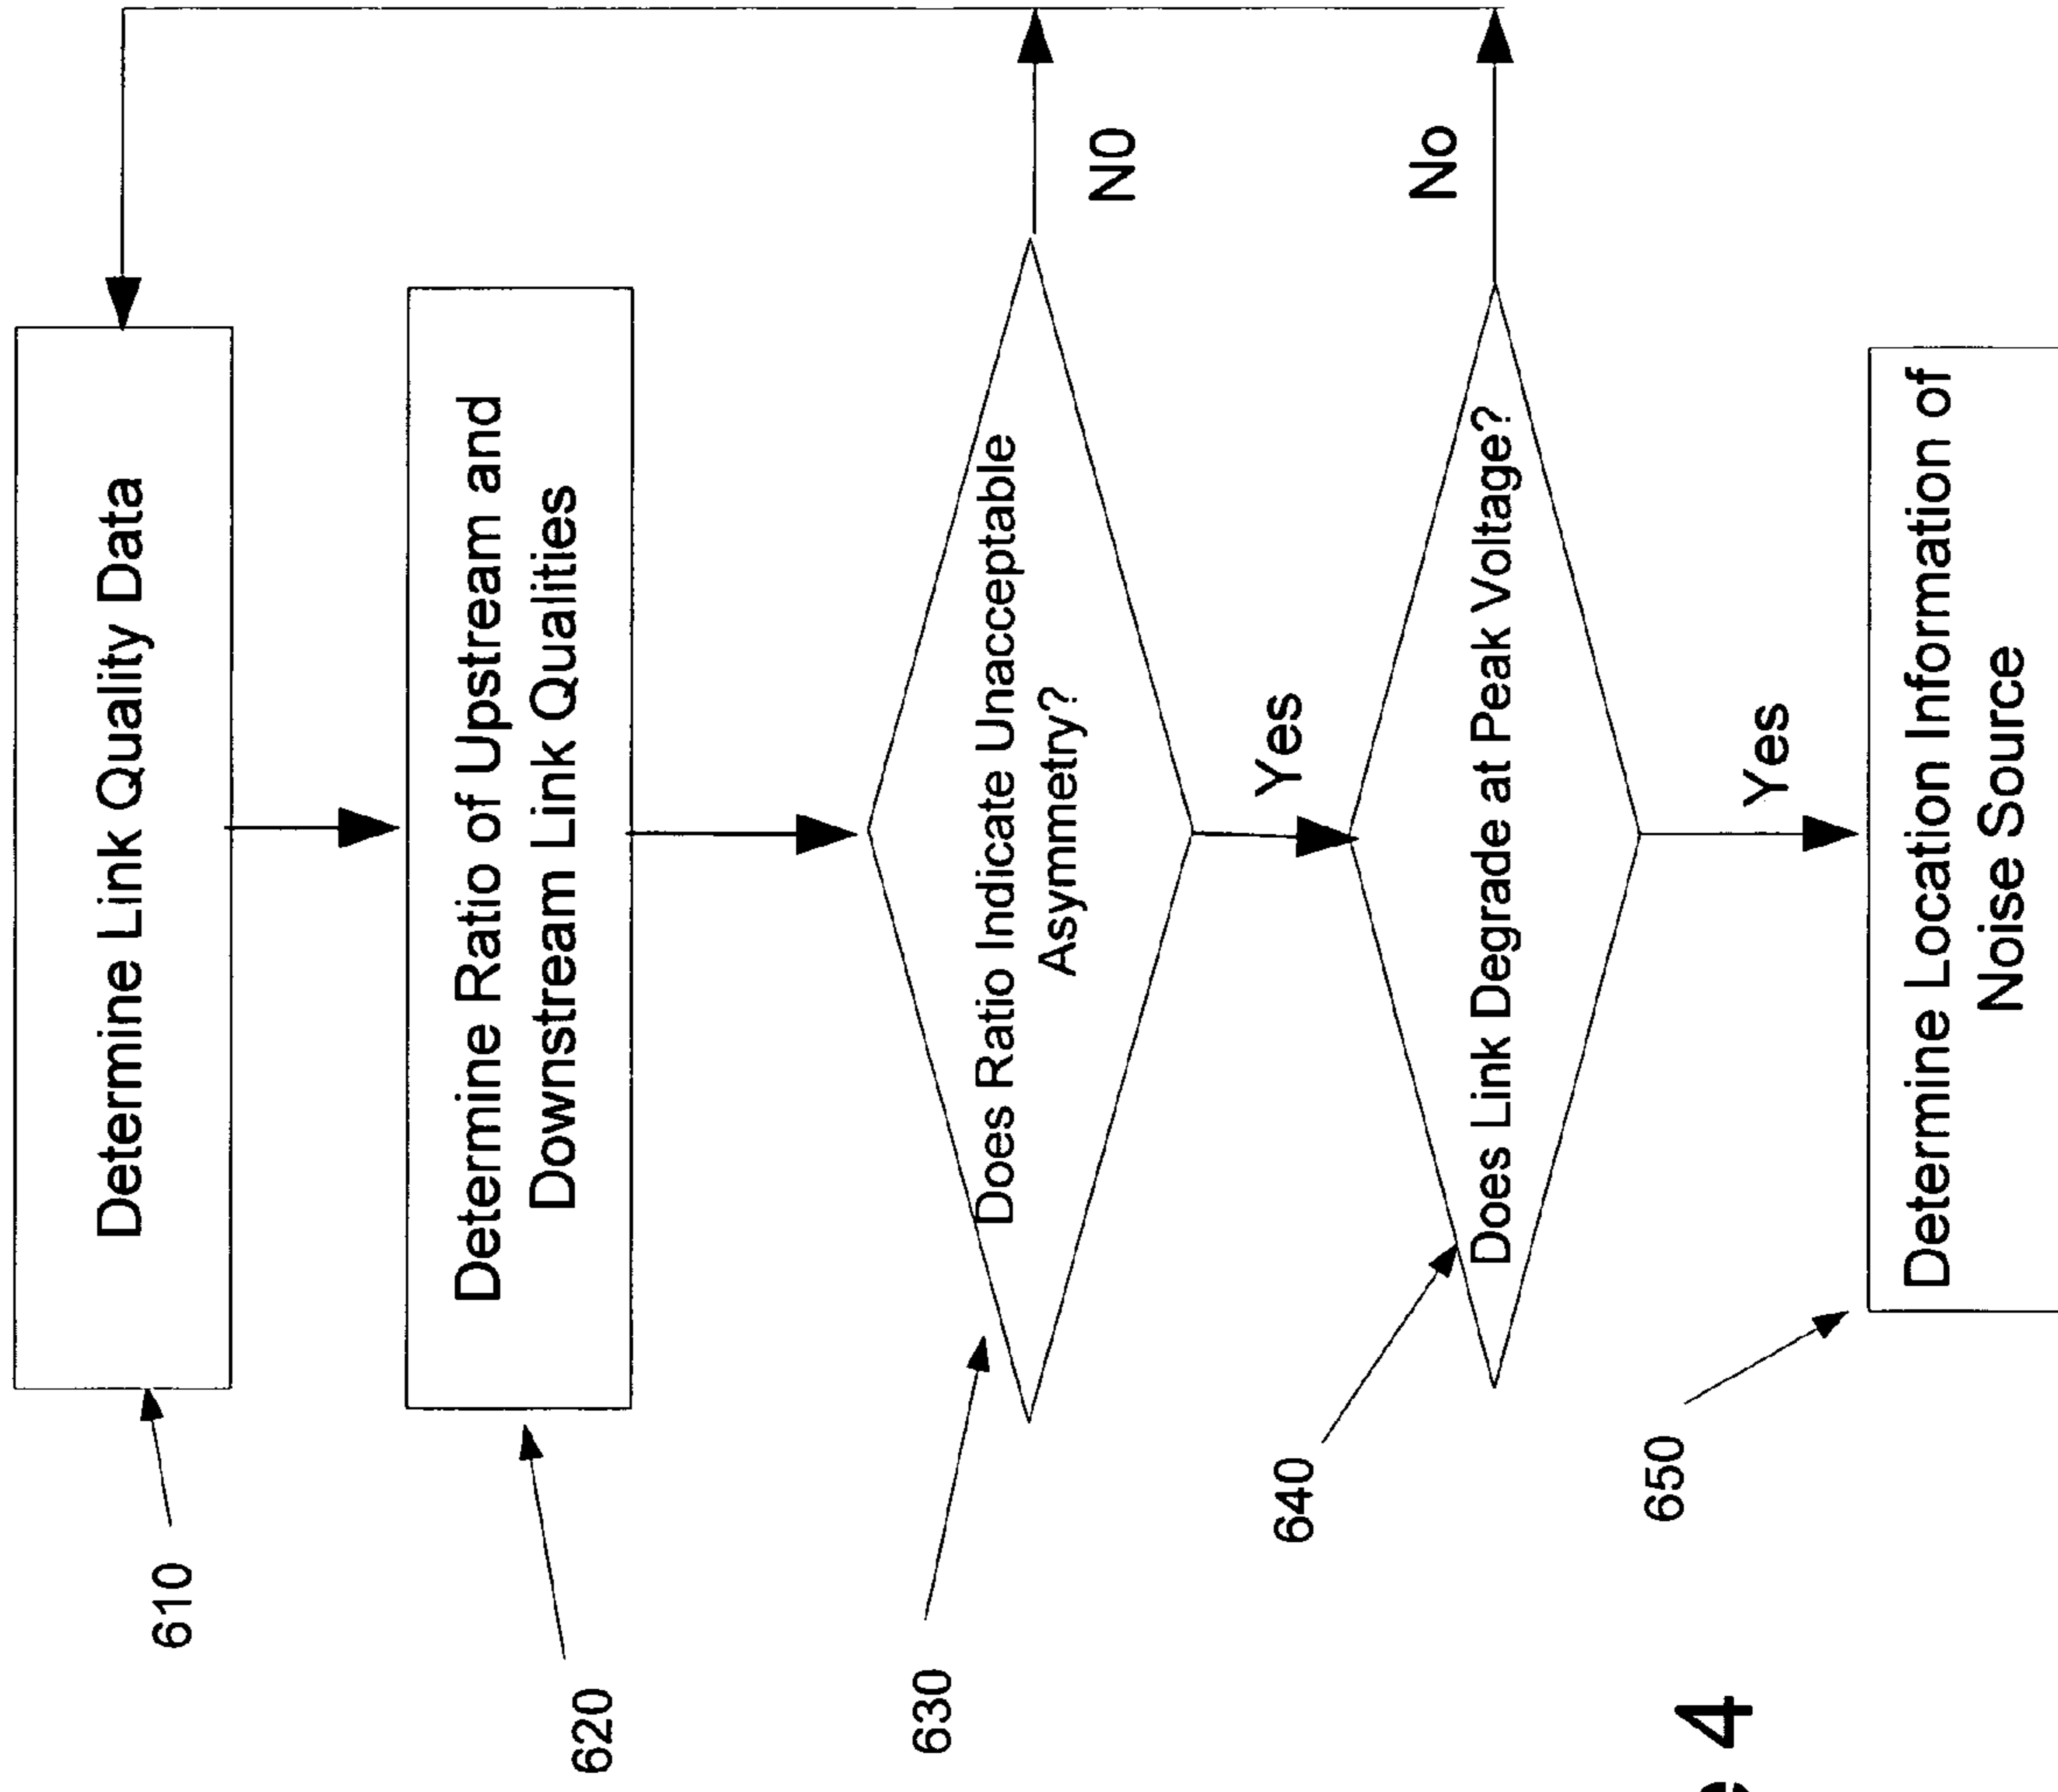 610
Determine Link Quality Data
620
Determine Ratio of Upstream and
Downstream Link Qualities
630
Does Ratio Indicate Unacceptable
Asymmetry?
N0
Yes
640
Does Link Degrade at Peak Voltage?
No
Yes
650
Determine Location Information of
Noise Source
4